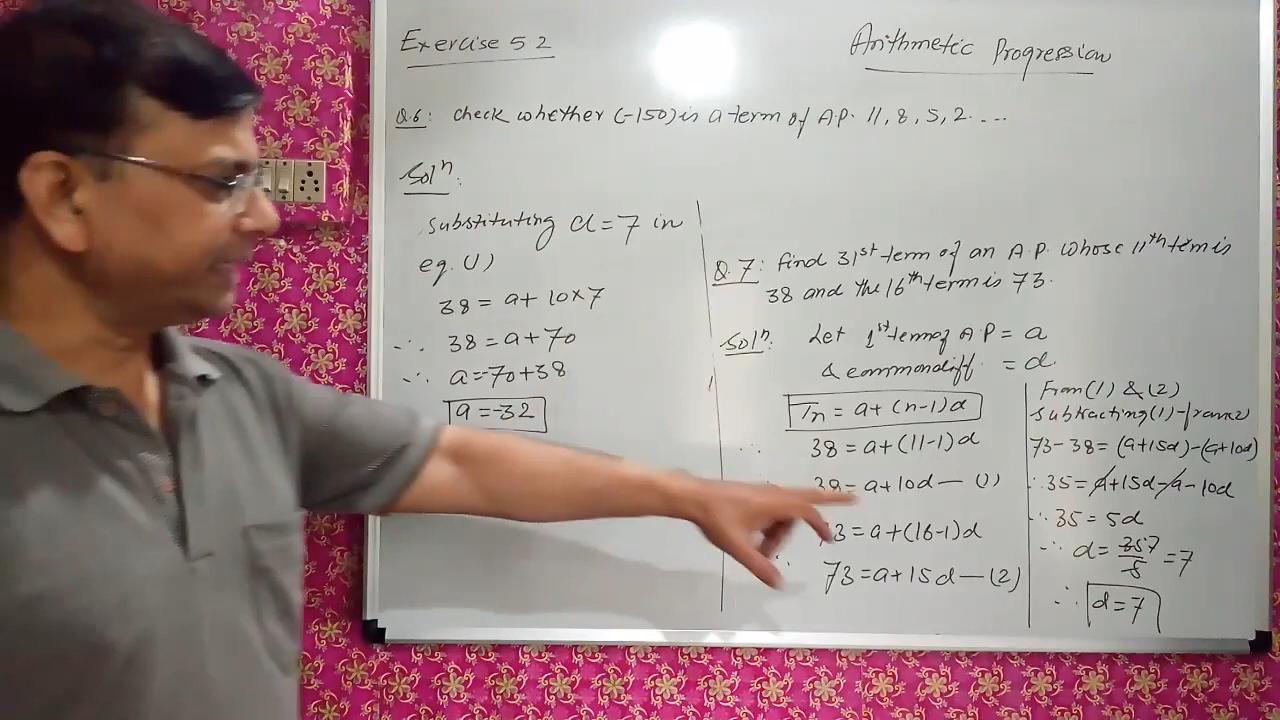 Exercise 5 2
Arithmetic Progression
Q.6: Check whether (-150) is a term of A.P. 11, 8, 5, 2....
Solⁿ:
Substituting d = 7 in
eq. (1)
38 = a + 10×7
∴ 38 = a + 70
∴ a = -70 + 38
a = -32
Q.7: Find 31st term of an A.P. whose 11th term is
38 and the 16th term is 73.
Solⁿ: Let 1st term of A.P = a
& common diff. = d
Tn = a + (n-1)d
∴ 38 = a + (11-1)d
38 = a + 10d — (1)
73 = a + (16-1)d
∴ 73 = a + 15d — (2)
From (1) & (2)
Subtracting (1) from 2
73 - 38 = (a+15d) - (a+10d)
∴ 35 = a + 15d - a - 10d
∴ 35 = 5d
∴ d = 35 7/5 = 7
∴ d = 7